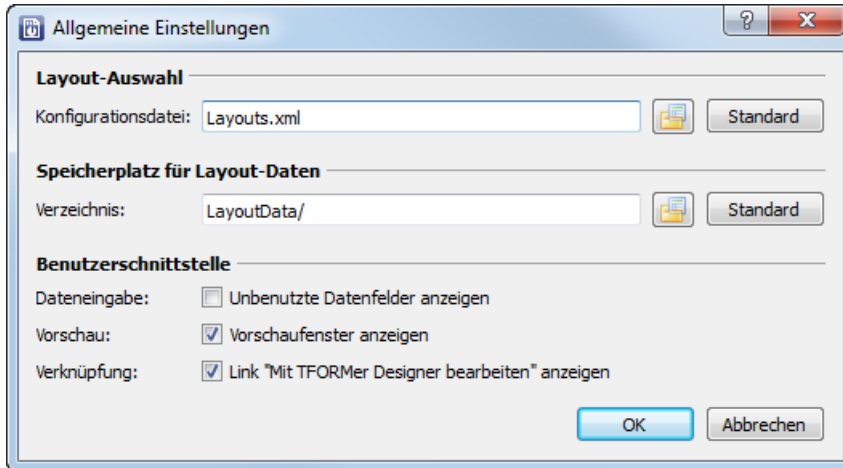 Allgemeine Einstellungen
Layout-Auswahl
Konfigurationsdatei: Layouts.xml Standard
Speicherplatz für Layout-Daten
Verzeichnis: LayoutData/ Standard
Benutzerschnittstelle
Dateneingabe: Unbenutzte Datenfelder anzeigen
Vorschau: Vorschaufenster anzeigen
Verknüpfung: Link "Mit TFORMer Designer bearbeiten" anzeigen
OK Abbrechen